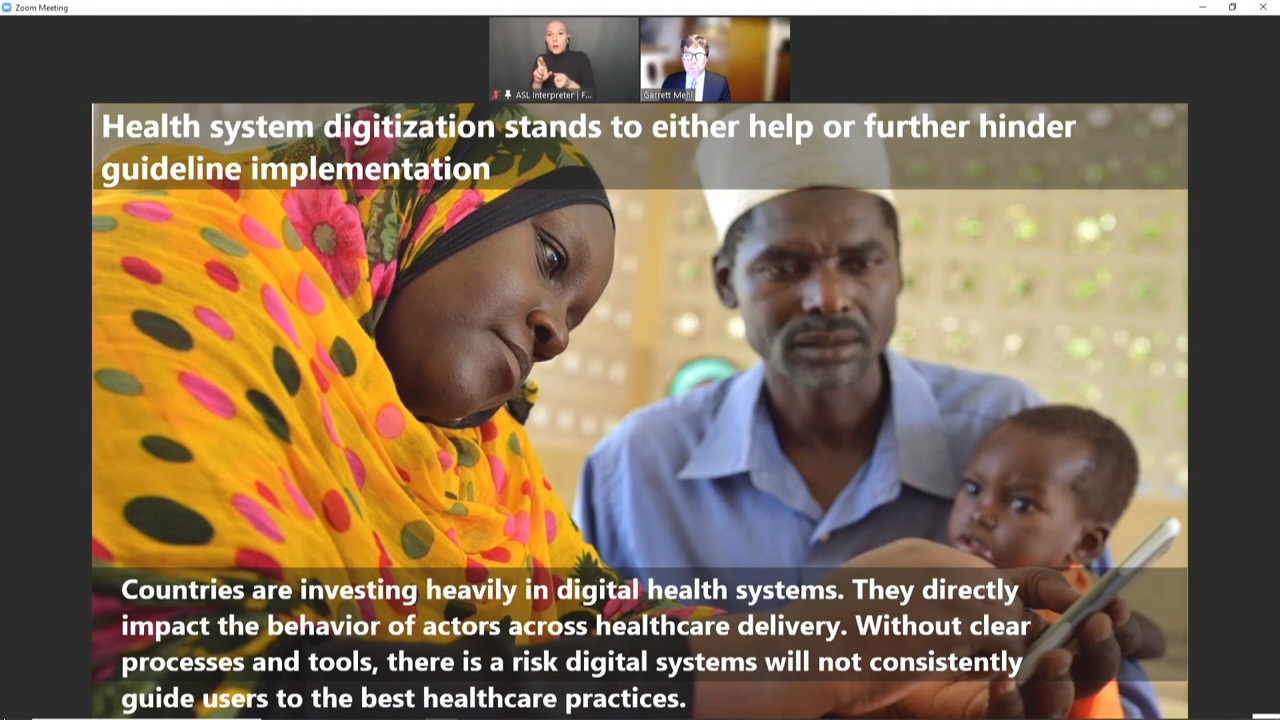 Zoom Meeting
ASL Interpreter | F...
Garrett Mehl
Health system digitization stands to either help or further hinder
guideline implementation
Countries are investing heavily in digital health systems. They directly
impact the behavior of actors across healthcare delivery. Without clear
processes and tools, there is a risk digital systems will not consistently
guide users to the best healthcare practices.